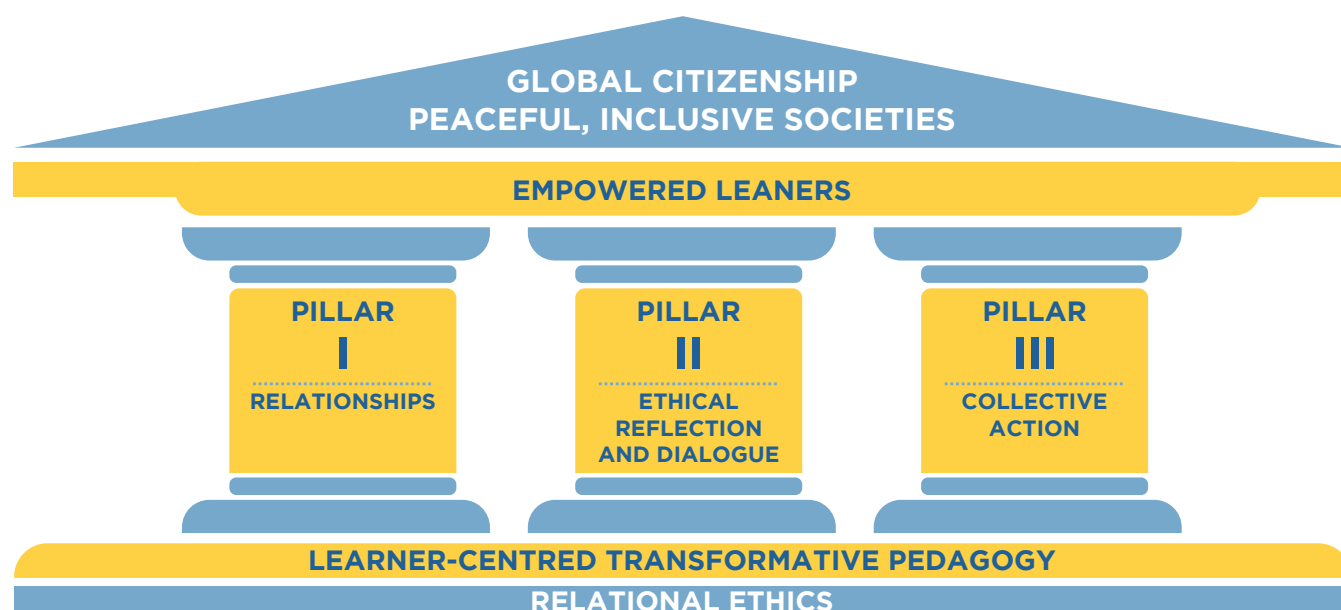 GLOBAL CITIZENSHIP
PEACEFUL, INCLUSIVE SOCIETIES
EMPOWERED LEANERS
PILLAR
I
RELATIONSHIPS
PILLAR
II
ETHICAL
REFLECTION
AND DIALOGUE
PILLAR
III
COLLECTIVE
ACTION
LEARNER-CENTRED TRANSFORMATIVE PEDAGOGY
RELATIONAL ETHICS